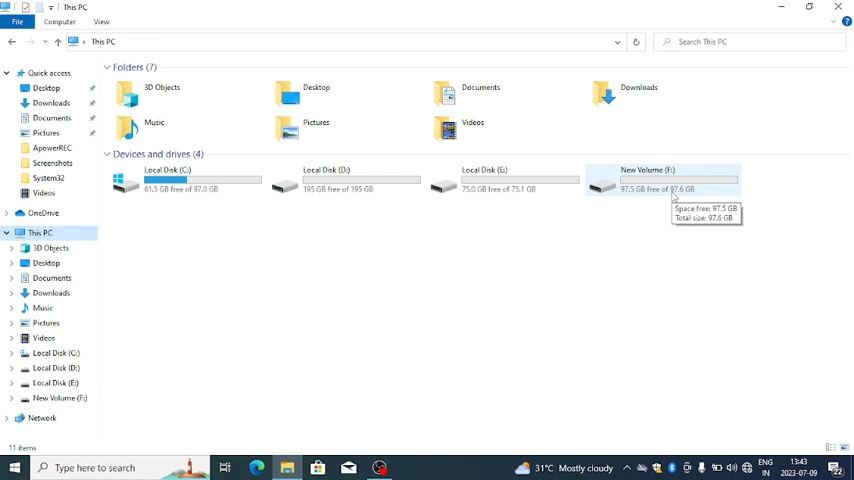 This PC
File Computer View
This PC
Search This PC
Quick access
Desktop
Downloads
Documents
Pictures
ApowerREC
Screenshots
System32
Videos
OneDrive
This PC
3D Objects
Desktop
Documents
Downloads
Music
Pictures
Videos
Local Disk (C:)
Local Disk (D:)
Local Disk (E:)
New Volume (F:)
Network
Folders (7)
3D Objects
Desktop
Documents
Downloads
Music
Pictures
Videos
Devices and drives (4)
Local Disk (C:)
61.5 GB free of 97.0 GB
Local Disk (D:)
195 GB free of 195 GB
Local Disk (E:)
75.0 GB free of 75.1 GB
New Volume (F:)
97.5 GB free of 97.6 GB
Space free: 97.5 GB
Total size: 97.6 GB
11 items
Type here to search
31°C Mostly cloudy
ENG
IN
13:43
2023-07-09
22